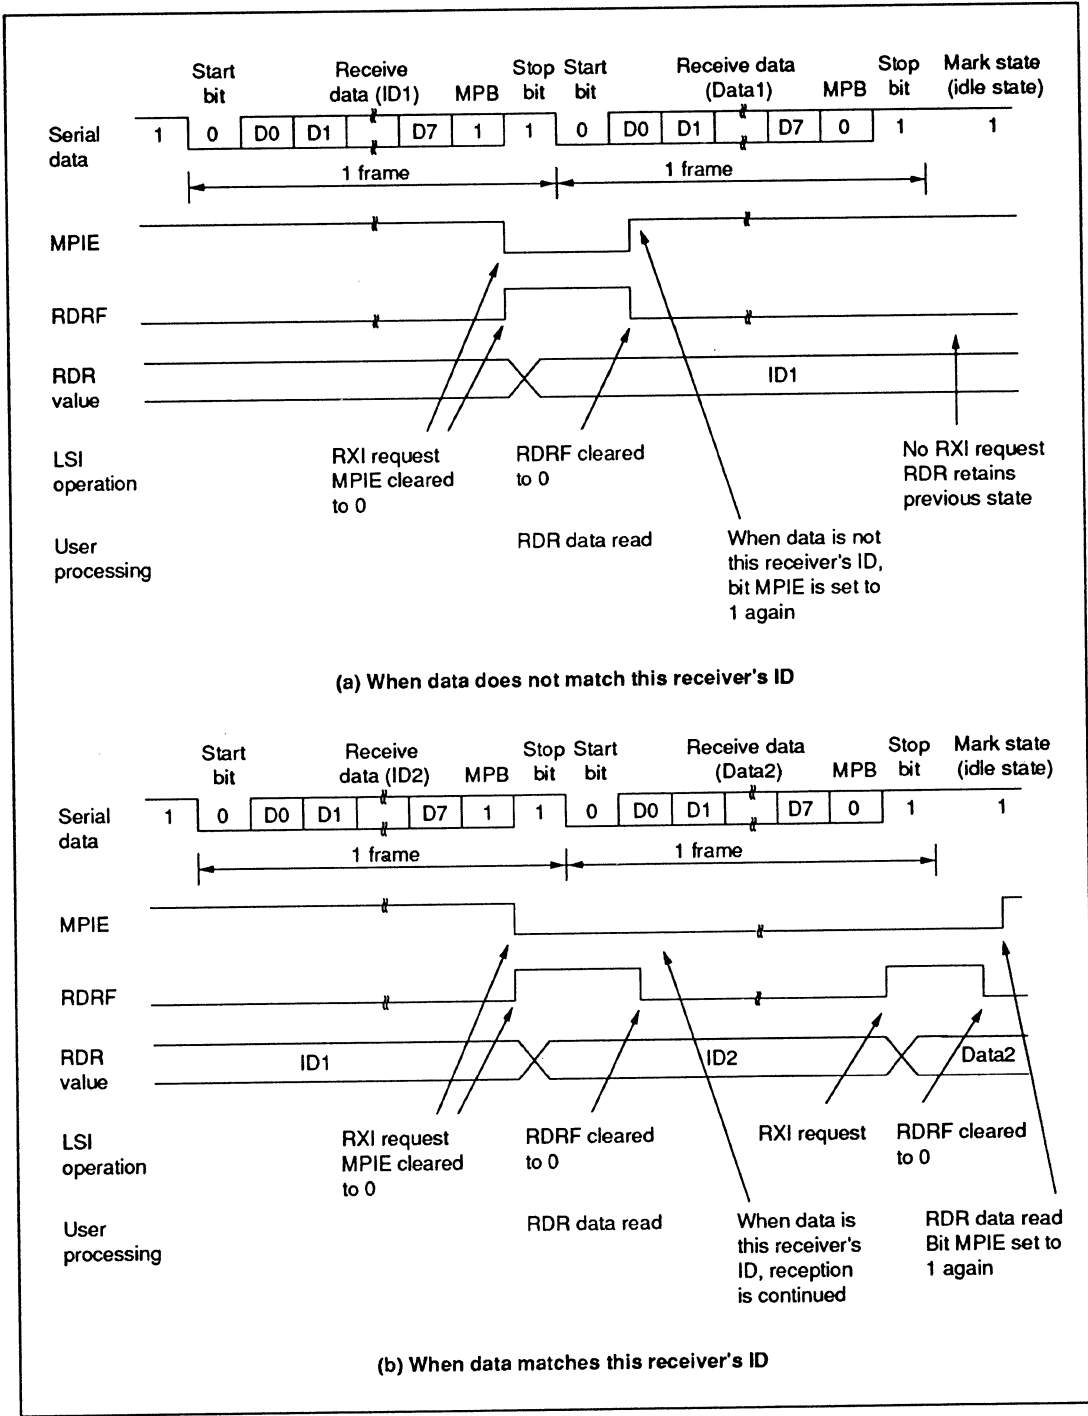 Start Receive Stop Start Receive data Stop Mark state
bit data (ID1) MPB bit bit (Data1) MPB bit (idle state)
Serial data 1 0 D0 D1 D7 1 1 0 D0 D1 D7 0 1 1
1 frame 1 frame
MPIE
RDRF
RDR value ID1
LSI operation
RXI request
MPIE cleared
to 0
RDRF cleared
to 0
No RXI request
RDR retains
previous state
User processing
RDR data read
When data is not
this receiver's ID,
bit MPIE is set to
1 again
(a) When data does not match this receiver's ID
Start Receive Stop Start Receive data Stop Mark state
bit data (ID2) MPB bit bit (Data2) MPB bit (idle state)
Serial data 1 0 D0 D1 D7 1 1 0 D0 D1 D7 0 1 1
1 frame 1 frame
MPIE
RDRF
RDR value ID1 ID2 Data2
LSI operation
RXI request
MPIE cleared
to 0
RDRF cleared
to 0
RXI request
RDRF cleared
to 0
User processing
RDR data read
When data is
this receiver's
ID, reception
is continued
RDR data read
Bit MPIE set to
1 again
(b) When data matches this receiver's ID